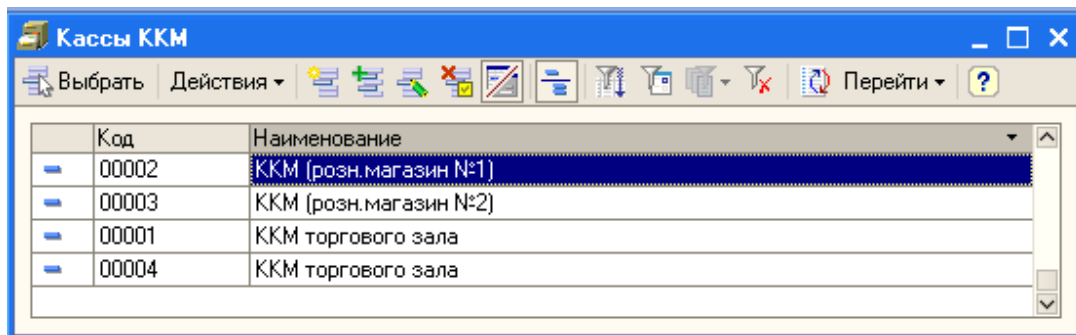 Кассы ККМ
Выбрать Действия Перейти ?
Код Наименование
00002 ККМ (розн.магазин №1)
00003 ККМ (розн.магазин №2)
00001 ККМ торгового зала
00004 ККМ торгового зала